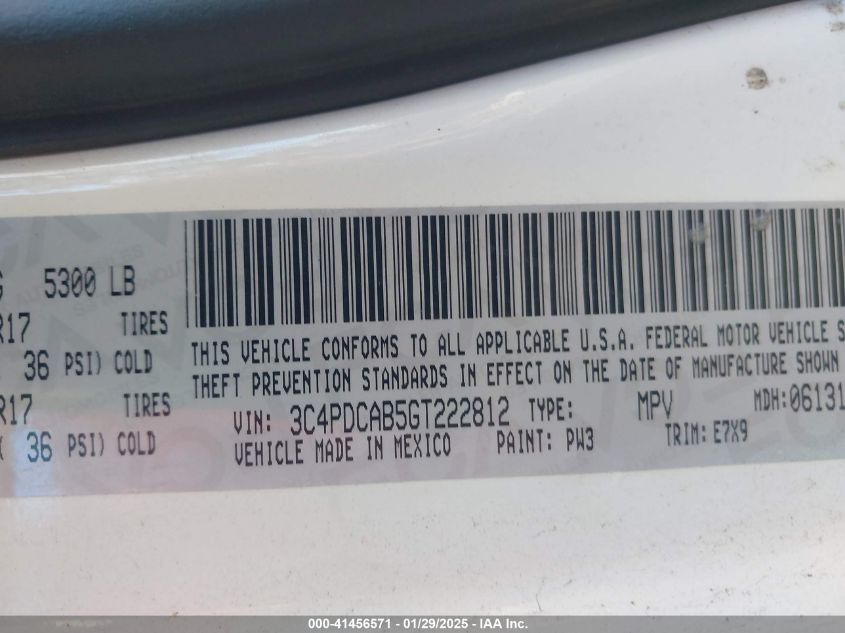 G 5300 LB
R17 TIRES
36 PSI) COLD
R17 TIRES
( 36 PSI) COLD
THIS VEHICLE CONFORMS TO ALL APPLICABLE U.S.A. FEDERAL MOTOR VEHICLE S
THEFT PREVENTION STANDARDS IN EFFECT ON THE DATE OF MANUFACTURE SHOWN
VIN: 3C4PDCAB5GT222812 TYPE: MPV MDH:06131
VEHICLE MADE IN MEXICO PAINT: PW3 TRIM: E7X9
000-41456571 - 01/29/2025 - IAA Inc.